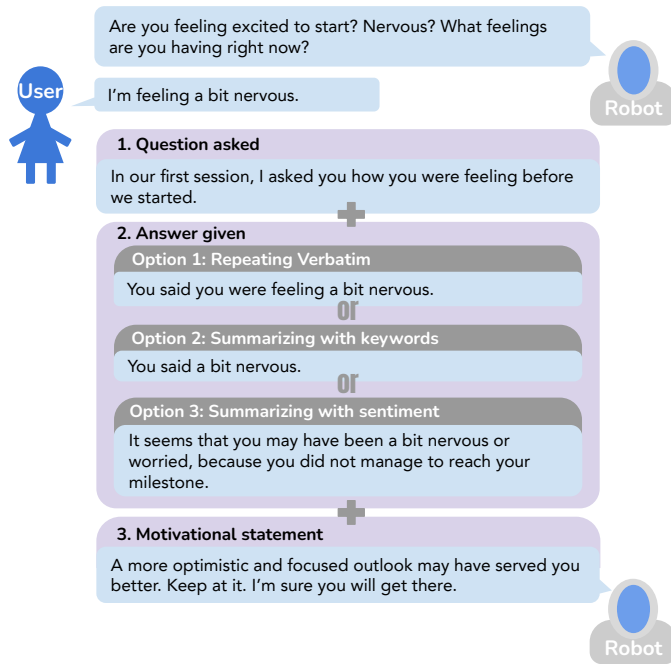 Are you feeling excited to start? Nervous? What feelings
are you having right now?
Robot
User
I'm feeling a bit nervous.
1. Question asked
In our first session, I asked you how you were feeling before
we started.
2. Answer given
Option 1: Repeating Verbatim
You said you were feeling a bit nervous.
or
Option 2: Summarizing with keywords
You said a bit nervous.
or
Option 3: Summarizing with sentiment
It seems that you may have been a bit nervous or
worried, because you did not manage to reach your
milestone.
3. Motivational statement
A more optimistic and focused outlook may have served you
better. Keep at it. I'm sure you will get there.
Robot